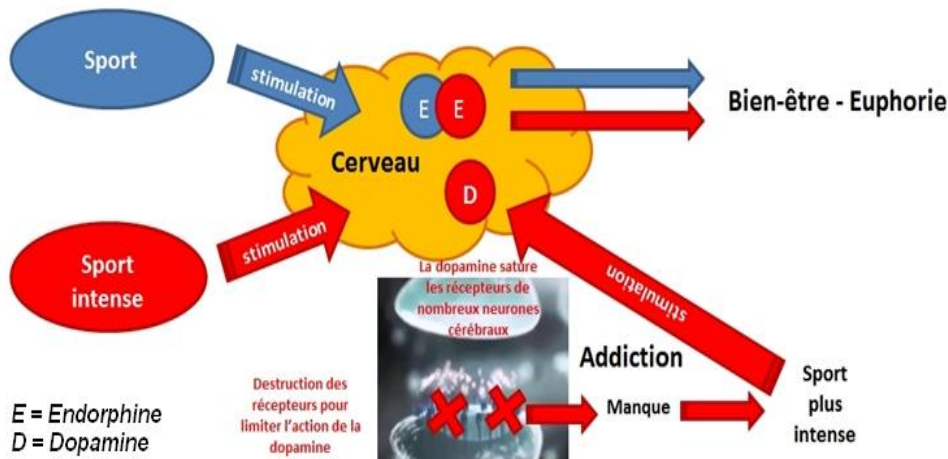 Sport
stimulation
E E
Bien-être - Euphorie
Cerveau
D
Sport
intense
stimulation
La dopamine sature
les récepteurs de
nombreux neurones
cérébraux
stimulation
Addiction
Destruction des
récepteurs pour
limiter l'action de la
dopamine
Manque
Sport
plus
intense
E = Endorphine
D = Dopamine